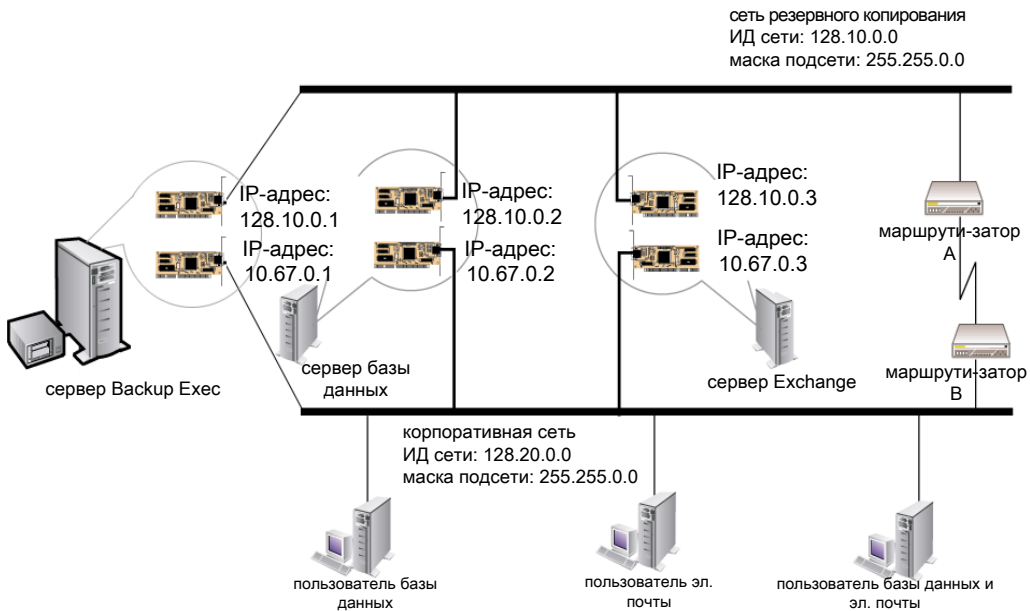 сеть резервного копирования
ИД сети: 128.10.0.0
маска подсети: 255.255.0.0
IP-адрес:
128.10.0.1
IP-адрес:
10.67.0.1
IP-адрес:
128.10.0.2
IP-адрес:
10.67.0.2
IP-адрес:
128.10.0.3
IP-адрес:
10.67.0.3
маршрути-затор
A
маршрути-затор
B
сервер Backup Exec
сервер базы
данных
сервер Exchange
корпоративная сеть
ИД сети: 128.20.0.0
маска подсети: 255.255.0.0
пользователь базы
данных
пользователь эл.
почты
пользователь базы данных и
эл. почты